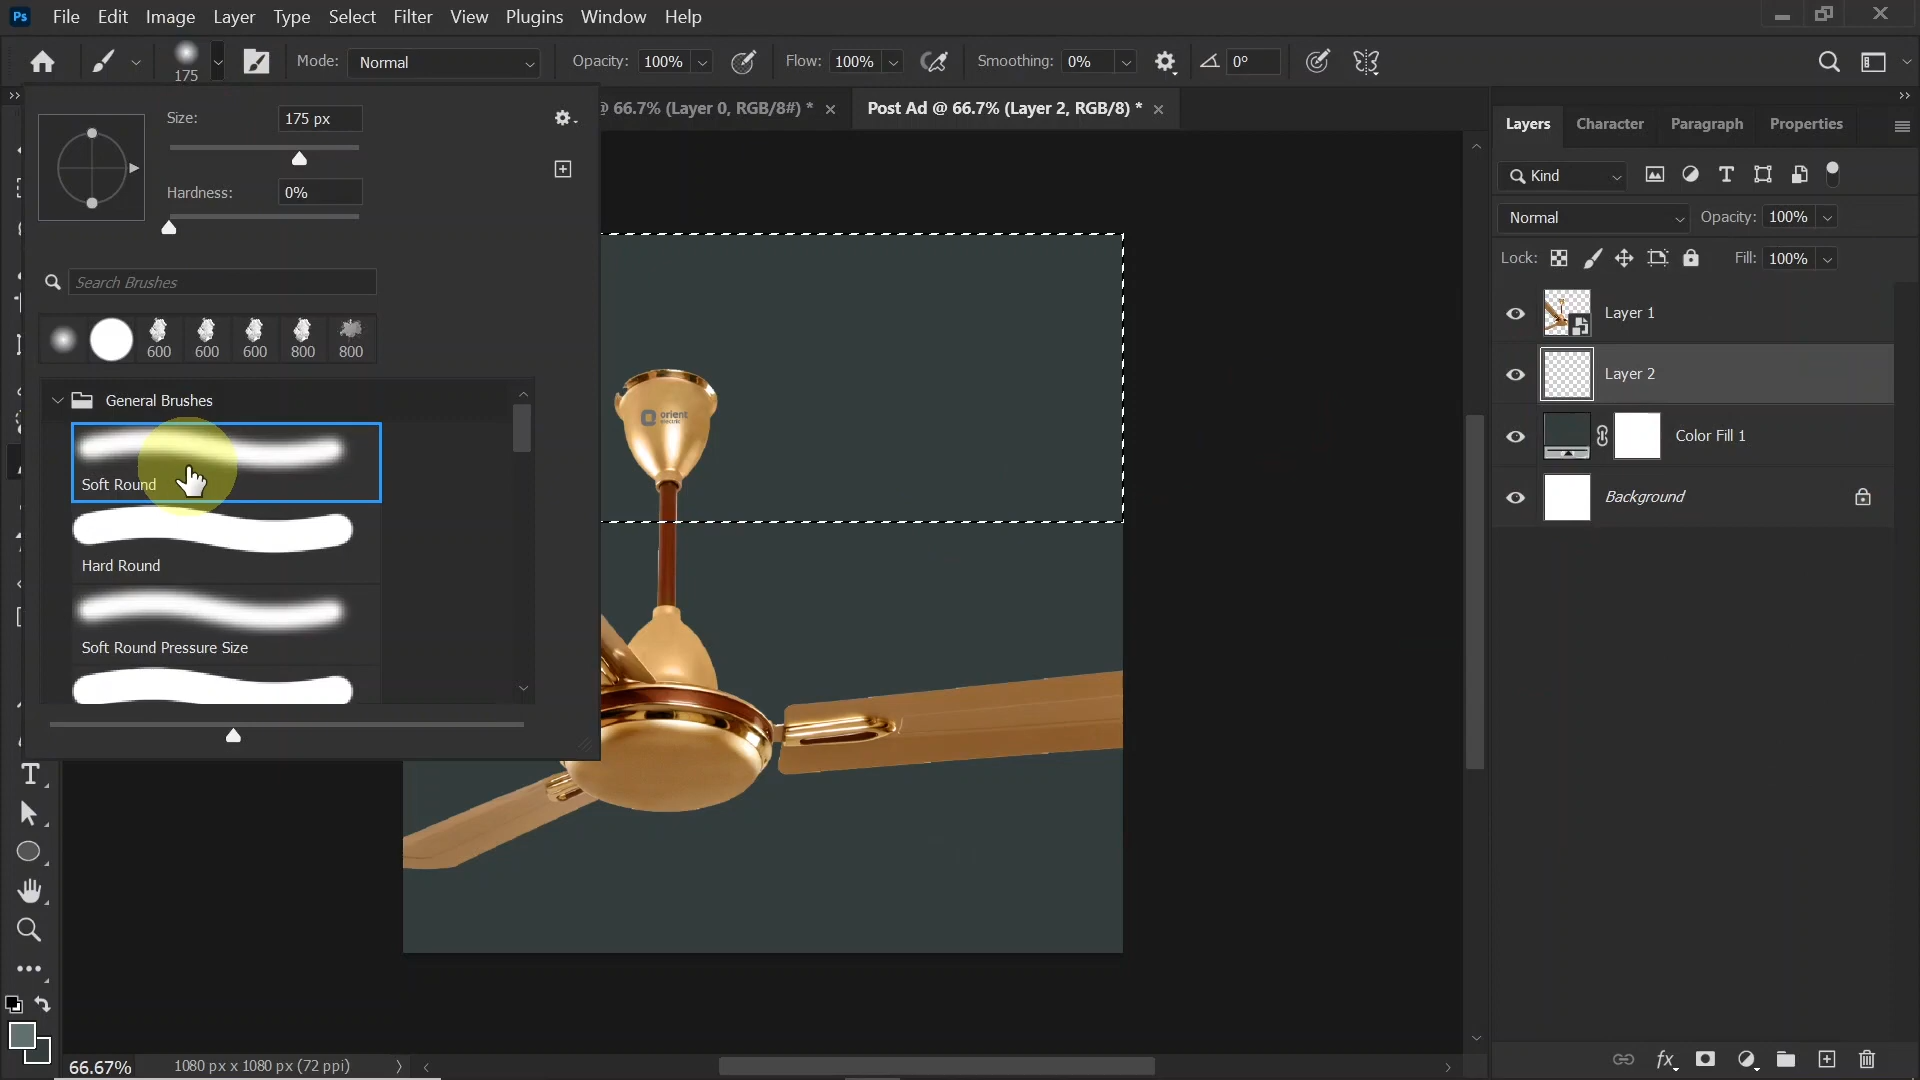 Ps File Edit Image Layer Type Select Filter View Plugins Window Help
175 Mode: Normal Opacity: 100% Flow: 100% Smoothing: 0% 0°
@ 66.7% (Layer 0, RGB/8#) * Post Ad @ 66.7% (Layer 2, RGB/8) *
Size: 175 px
Hardness: 0%
Search Brushes
600 600 600 800 800
General Brushes
Soft Round
Hard Round
Soft Round Pressure Size
orient
electric
Layers Character Paragraph Properties
Kind
Normal Opacity: 100%
Lock: Fill: 100%
Layer 1
Layer 2
Color Fill 1
Background
66.67% 1080 px x 1080 px (72 ppi)